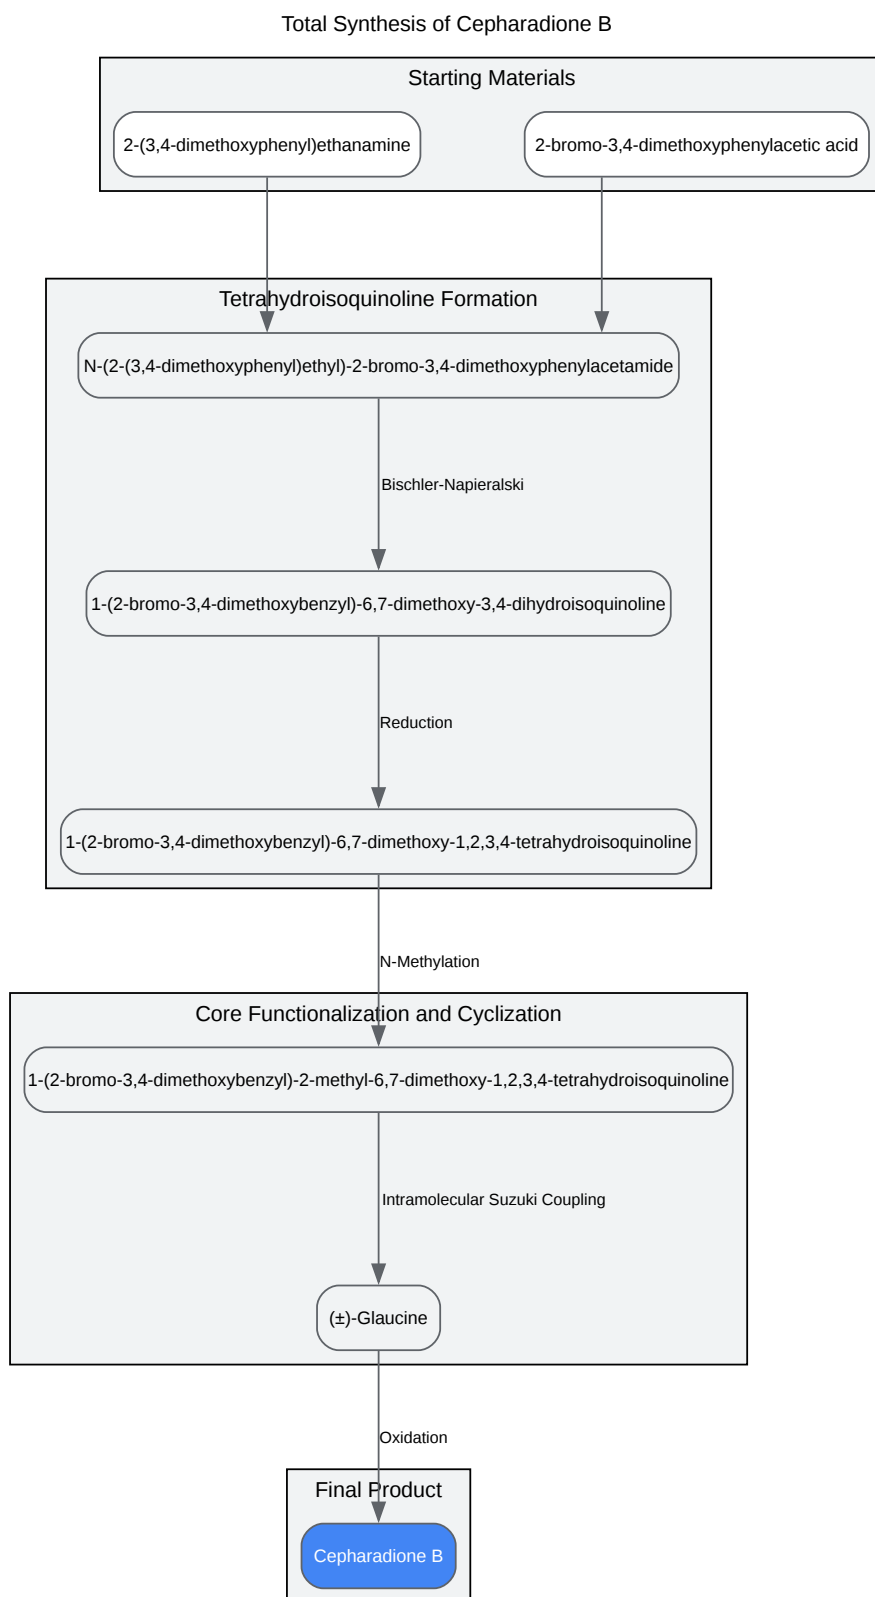 Total Synthesis of Cepharadione B
Starting Materials
2-(3,4-dimethoxyphenyl)ethanamine
2-bromo-3,4-dimethoxyphenylacetic acid
Tetrahydroisoquinoline Formation
N-(2-(3,4-dimethoxyphenyl)ethyl)-2-bromo-3,4-dimethoxyphenylacetamide
Bischler-Napieralski
1-(2-bromo-3,4-dimethoxybenzyl)-6,7-dimethoxy-3,4-dihydroisoquinoline
Reduction
1-(2-bromo-3,4-dimethoxybenzyl)-6,7-dimethoxy-1,2,3,4-tetrahydroisoquinoline
N-Methylation
Core Functionalization and Cyclization
1-(2-bromo-3,4-dimethoxybenzyl)-2-methyl-6,7-dimethoxy-1,2,3,4-tetrahydroisoquinoline
Intramolecular Suzuki Coupling
(±)-Glaucine
Oxidation
Final Product
Cepharadione B